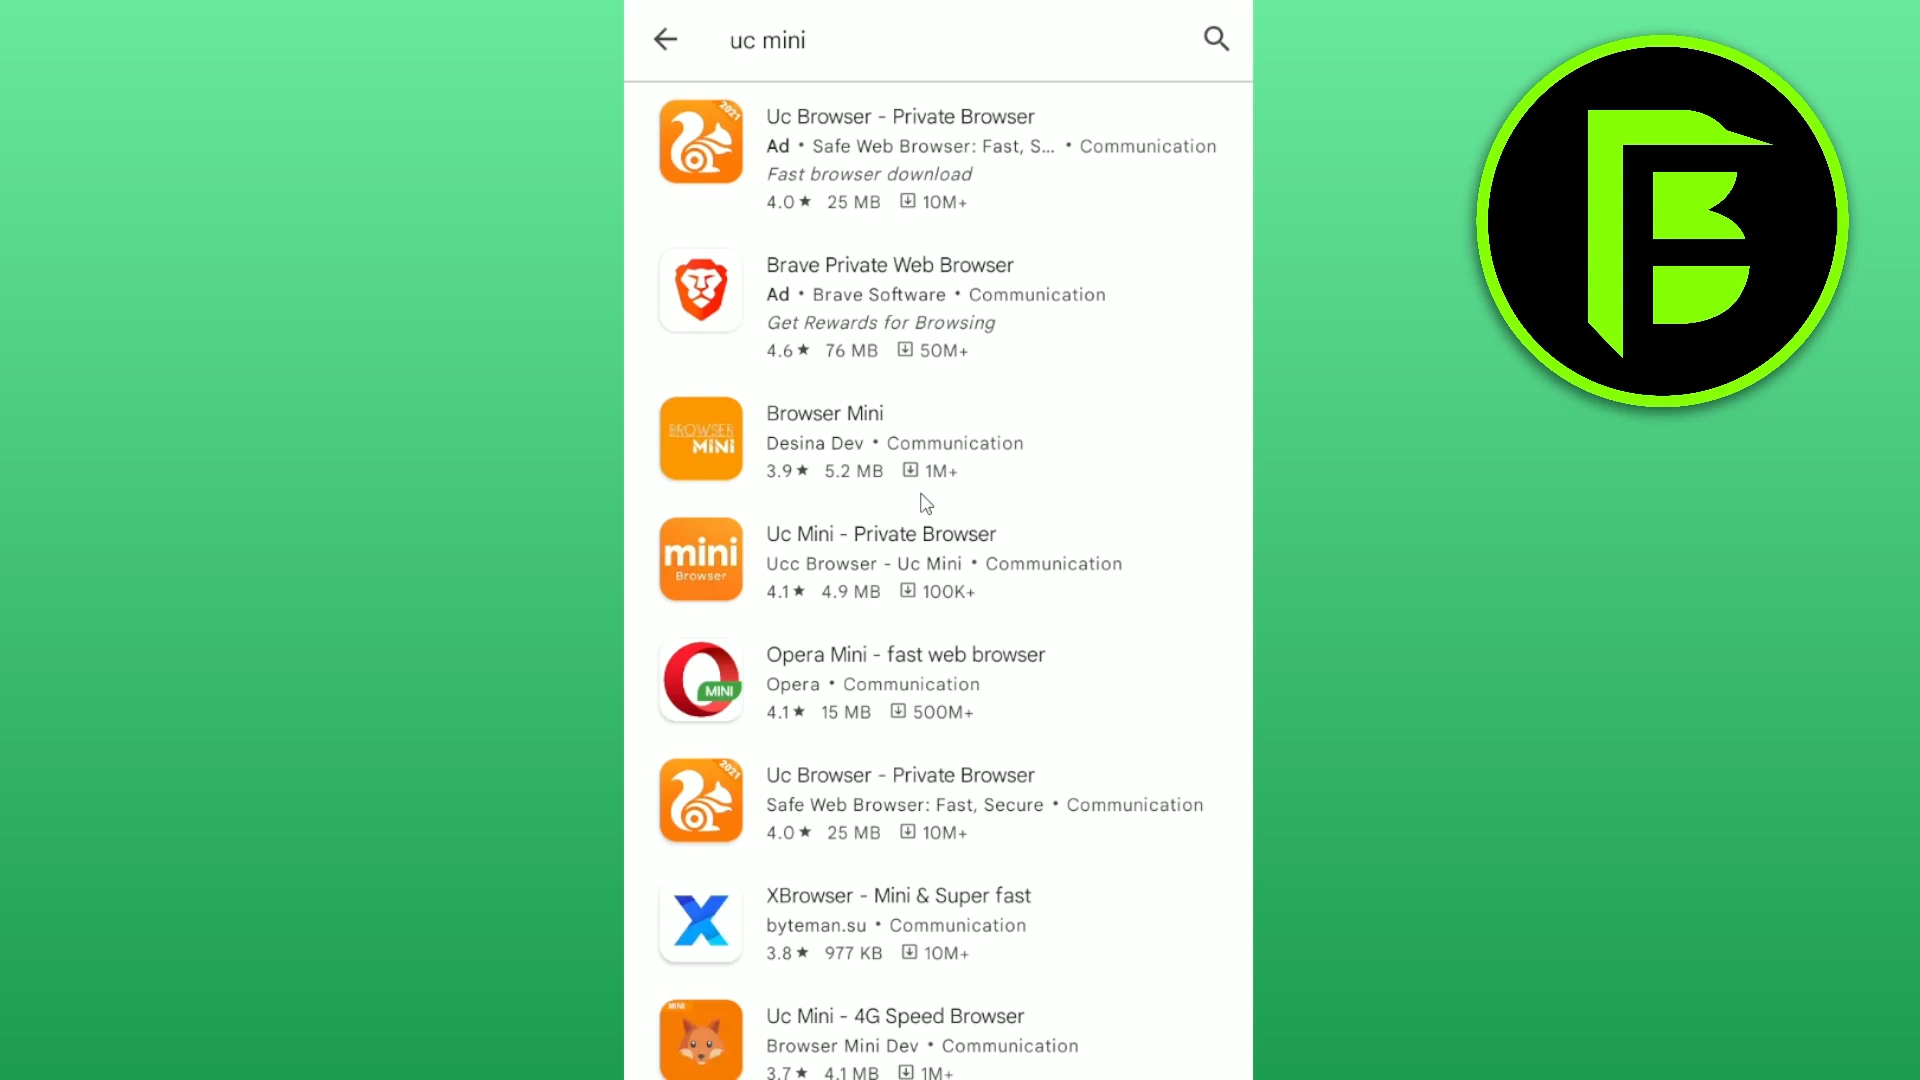 uc mini
2021
Uc Browser - Private Browser
Ad • Safe Web Browser: Fast, S... • Communication
Fast browser download
4.0★ 25 MB 10M+
Brave Private Web Browser
Ad • Brave Software • Communication
Get Rewards for Browsing
4.6★ 76 MB 50M+
BROWSER
MINI
Browser Mini
Desina Dev • Communication
3.9★ 5.2 MB 1M+
mini
Browser
Uc Mini - Private Browser
Ucc Browser - Uc Mini • Communication
4.1★ 4.9 MB 100K+
MINI
Opera Mini - fast web browser
Opera • Communication
4.1★ 15 MB 500M+
2021
Uc Browser - Private Browser
Safe Web Browser: Fast, Secure • Communication
4.0★ 25 MB 10M+
XBrowser - Mini & Super fast
byteman.su • Communication
3.8★ 977 KB 10M+
MINI
Uc Mini - 4G Speed Browser
Browser Mini Dev • Communication
3.7★ 4.1 MB 1M+